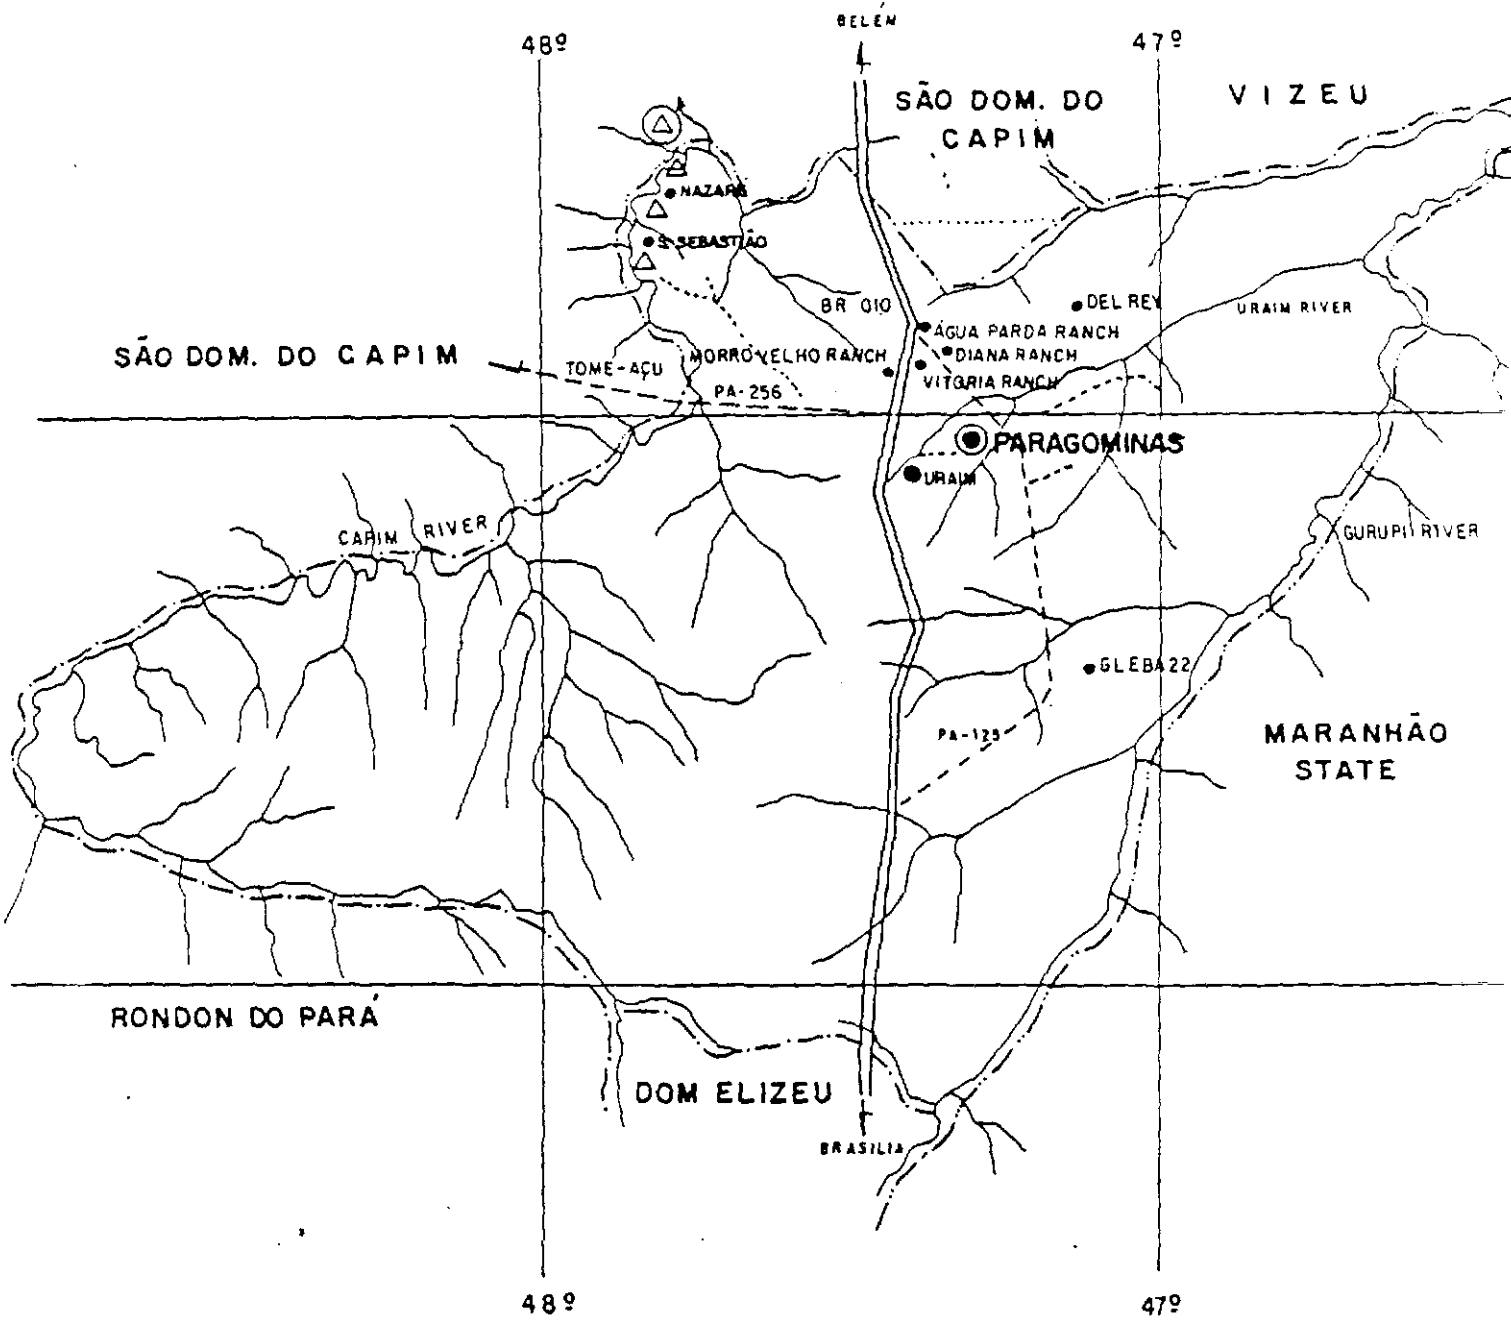 BELÉM
48º
47º
SÃO DOM. DO
CAPIM
VIZEU
NAZARÉ
S. SEBASTIÃO
BR 010
DEL REY
URAIM RIVER
ÁGUA PARDA RANCH
SÃO DOM. DO CAPIM
TOME-AÇU
MORRO VELHO RANCH
DIANA RANCH
VITORIA RANCH
PA-256
PARAGOMINAS
URAIM
CAPIM RIVER
GURUPI RIVER
GLEBA 22
PA-125
MARANHÃO
STATE
RONDON DO PARÁ
DOM ELIZEU
BRASILIA
48º
47º